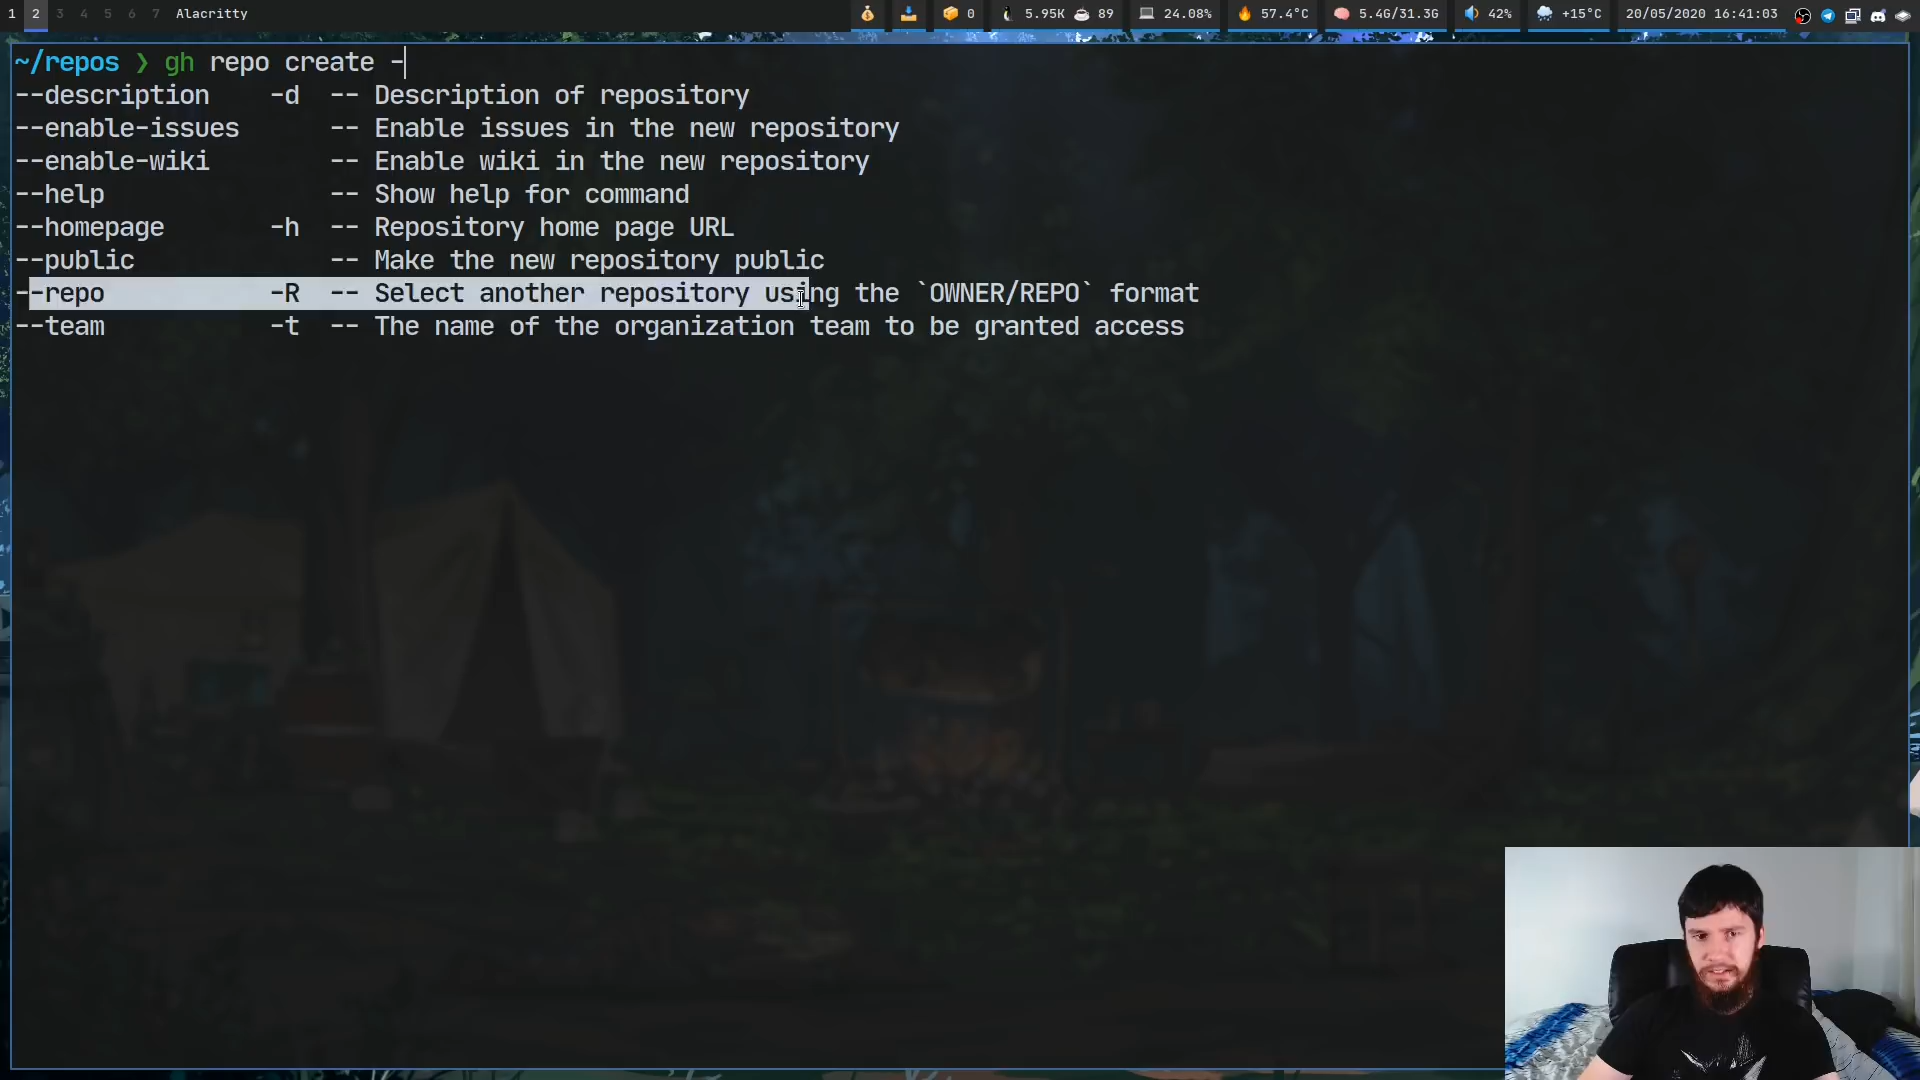 1 2 3 4 5 6 7 Alacritty 0 5.95K 89 24.08% 57.4°C 5.4G/31.3G 42% +15°C 20/05/2020 16:41:03
~/repos ❯ gh repo create -
--description -d -- Description of repository
--enable-issues -- Enable issues in the new repository
--enable-wiki -- Enable wiki in the new repository
--help -- Show help for command
--homepage -h -- Repository home page URL
--public -- Make the new repository public
--repo -R -- Select another repository using the `OWNER/REPO` format
--team -t -- The name of the organization team to be granted access